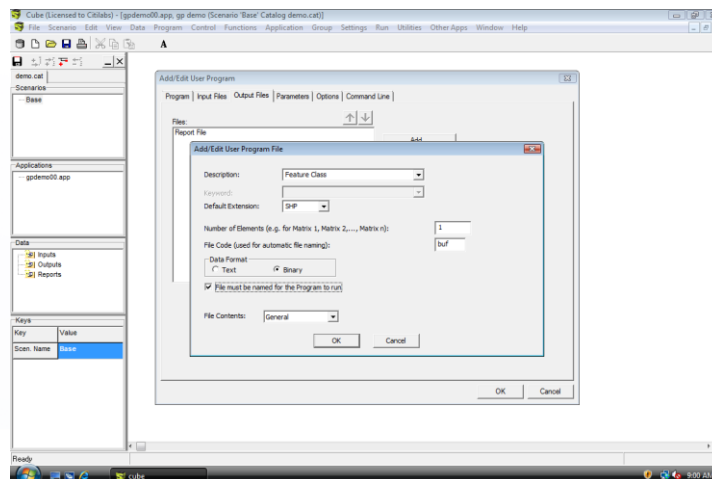 Cube (Licensed to Citilabs) - [gpdemo00.app, gp demo (Scenario 'Base' Catalog demo.cat)]
File Scenario Edit View Data Program Control Functions Application Group Settings Run Utilities Other Apps Window Help
A
demo.cat
Scenarios
Base
Applications
gpdemo00.app
Data
Inputs
Outputs
Reports
Keys
Key Value
Scen. Name Base
Add/Edit User Program
Program Input Files Output Files Parameters Options Command Line
Files:
Report File
Add
Add/Edit User Program File
Description: Feature Class
Keyword:
Default Extension: SHP
Number of Elements (e.g. for Matrix 1, Matrix 2,..., Matrix n): 1
File Code (used for automatic file naming): buf
Data Format
Text Binary
File must be named for the Program to run
File Contents: General
OK Cancel
OK Cancel
Ready
cube
9:00 AM